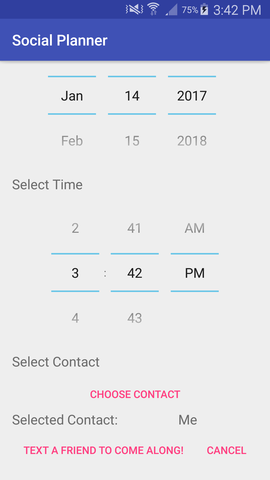 75% 3:42 PM
Social Planner
Jan 14 2017
Feb 15 2018
Select Time
2 41 AM
3 : 42 PM
4 43
Select Contact
CHOOSE CONTACT
Selected Contact: Me
TEXT A FRIEND TO COME ALONG! CANCEL